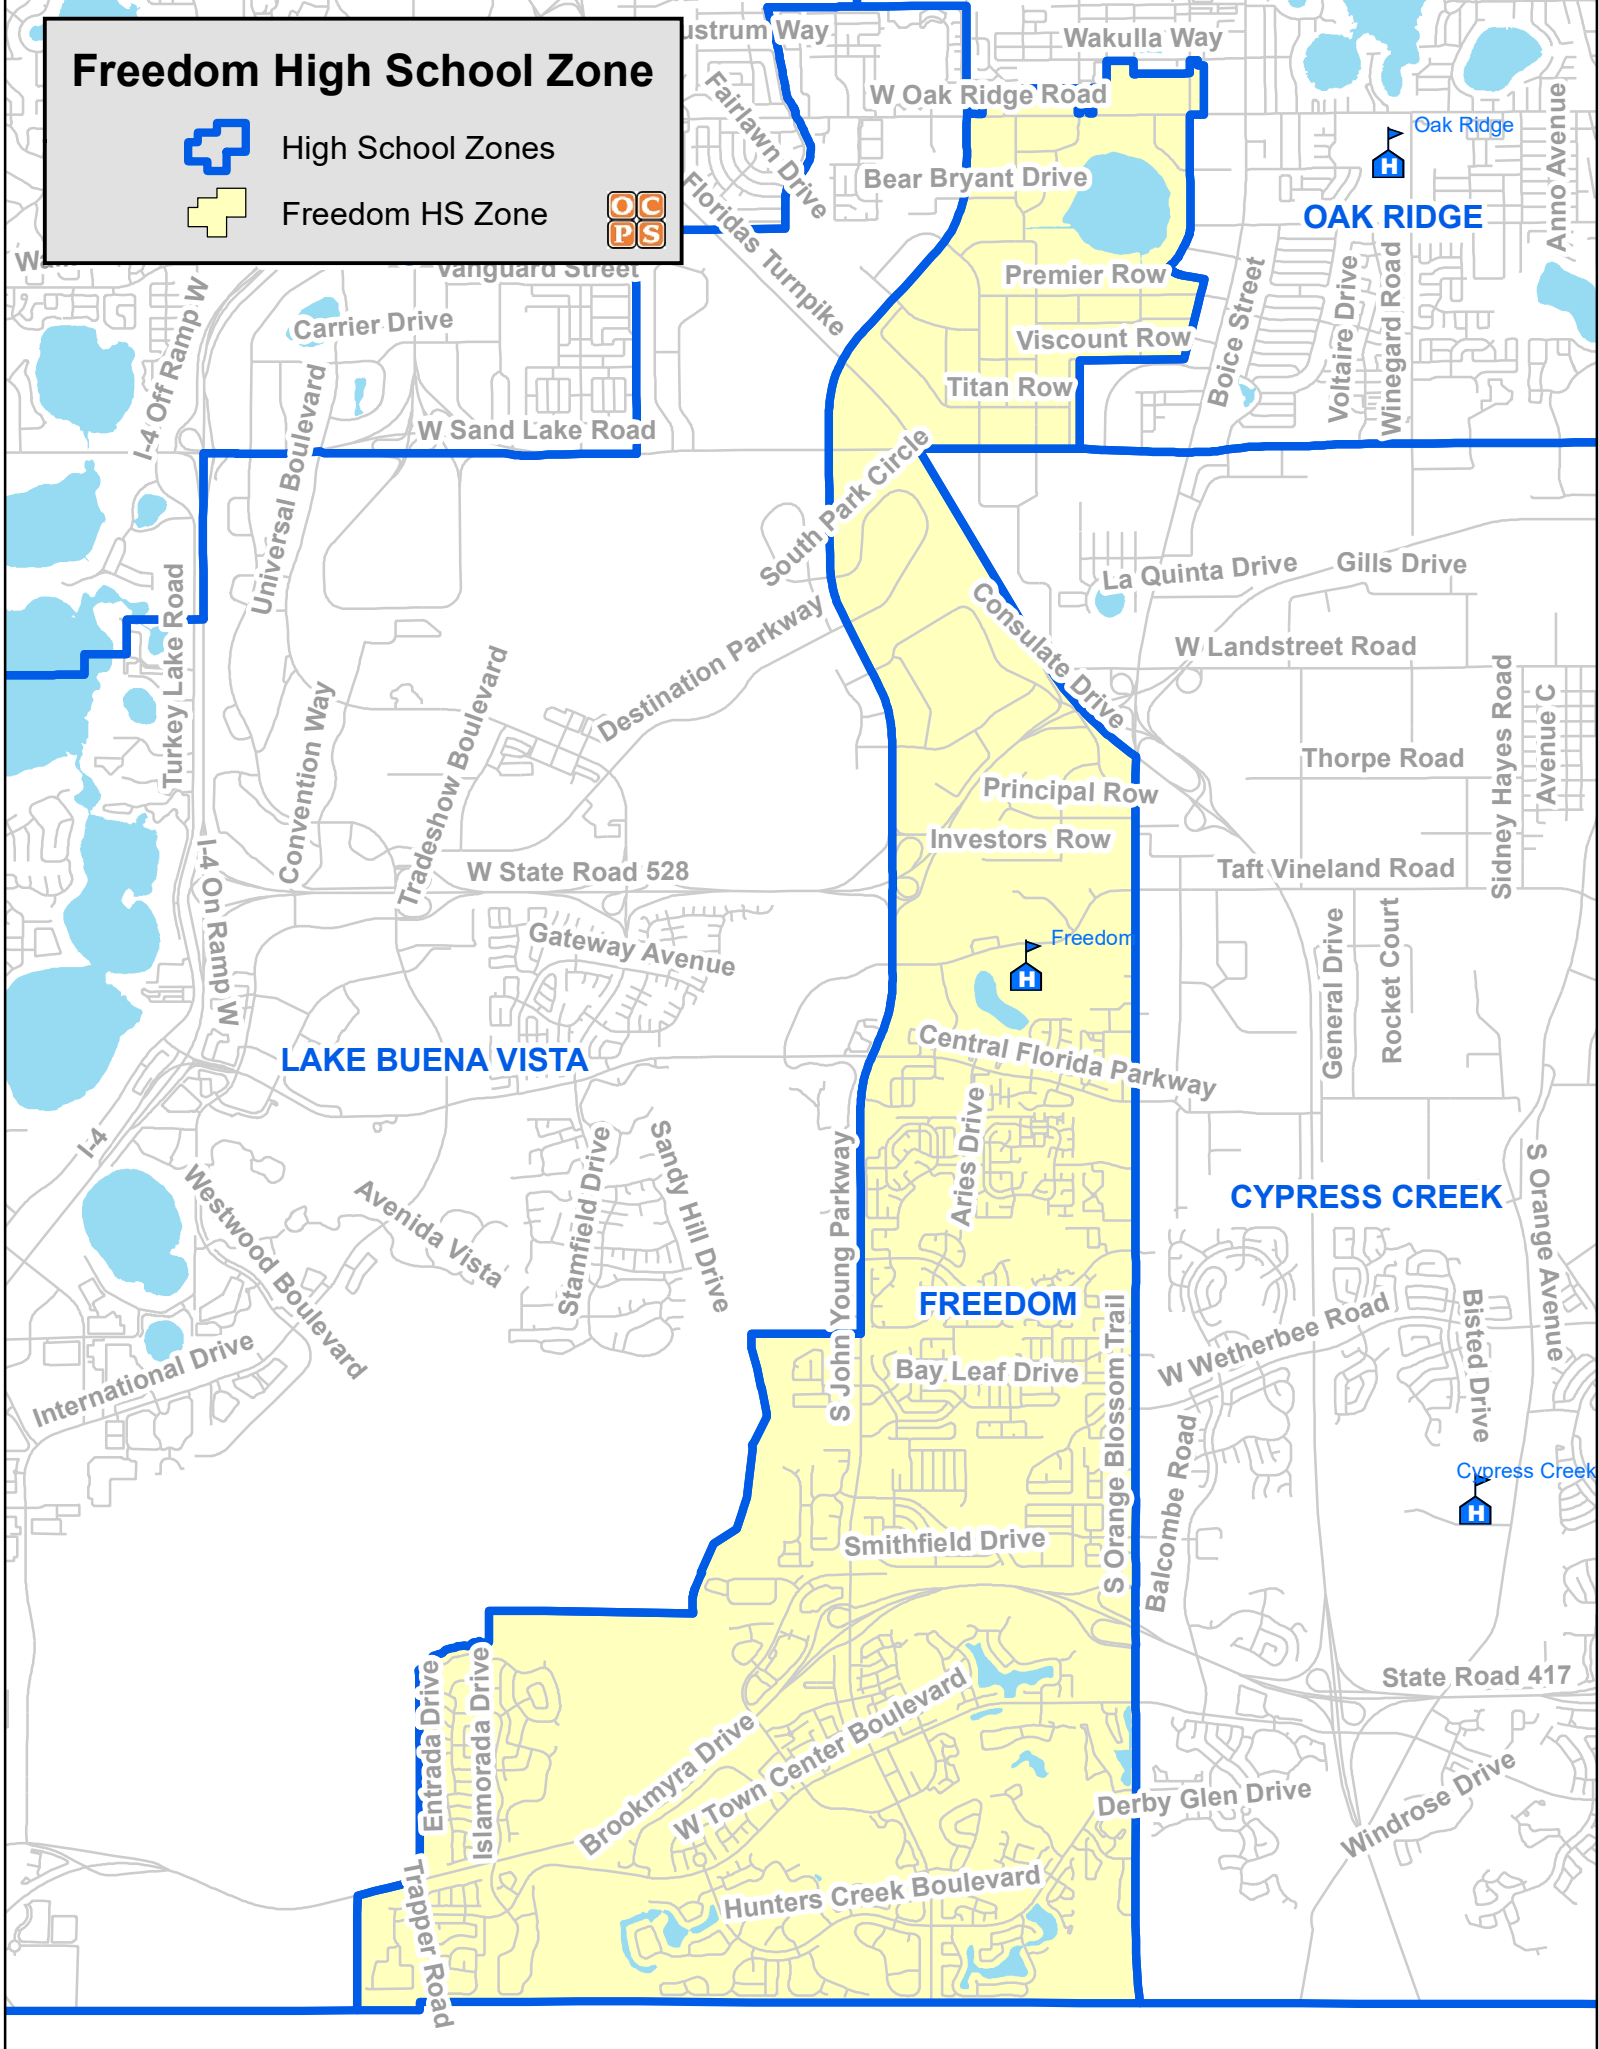 Freedom High School Zone
High School Zones
Freedom HS Zone
OC
PS
ustrum Way
Wakulla Way
W Oak Ridge Road
Fairlawn Drive
Oak Ridge
H
Anno Avenue
Bear Bryant Drive
OAK RIDGE
Floridas Turnpike
Vanguard Street
Premier Row
Boice Street
Voltaire Drive
Winegard Road
I-4 Off Ramp W
Carrier Drive
Viscount Row
Titan Row
Universal Boulevard
W Sand Lake Road
South Park Circle
La Quinta Drive
Gills Drive
Turkey Lake Road
Consulate Drive
Destination Parkway
W Landstreet Road
Sidney Hayes Road
Avenue C
Convention Way
Tradeshow Boulevard
Thorpe Road
Principal Row
Investors Row
W State Road 528
Taft Vineland Road
I-4 On Ramp W
Gateway Avenue
Freedom
H
General Drive
Rocket Court
Central Florida Parkway
LAKE BUENA VISTA
I-4
Aries Drive
Stamfield Drive
Sandy Hill Drive
S John Young Parkway
Westwood Boulevard
Avenida Vista
CYPRESS CREEK
S Orange Avenue
FREEDOM
S Orange Blossom Trail
W Wetherbee Road
Bisted Drive
International Drive
Bay Leaf Drive
Balcombe Road
Cypress Creek
H
Smithfield Drive
Entrada Drive
Islamorada Drive
State Road 417
Brookmyra Drive
W Town Center Boulevard
Derby Glen Drive
Windrose Drive
Trapper Road
Hunters Creek Boulevard